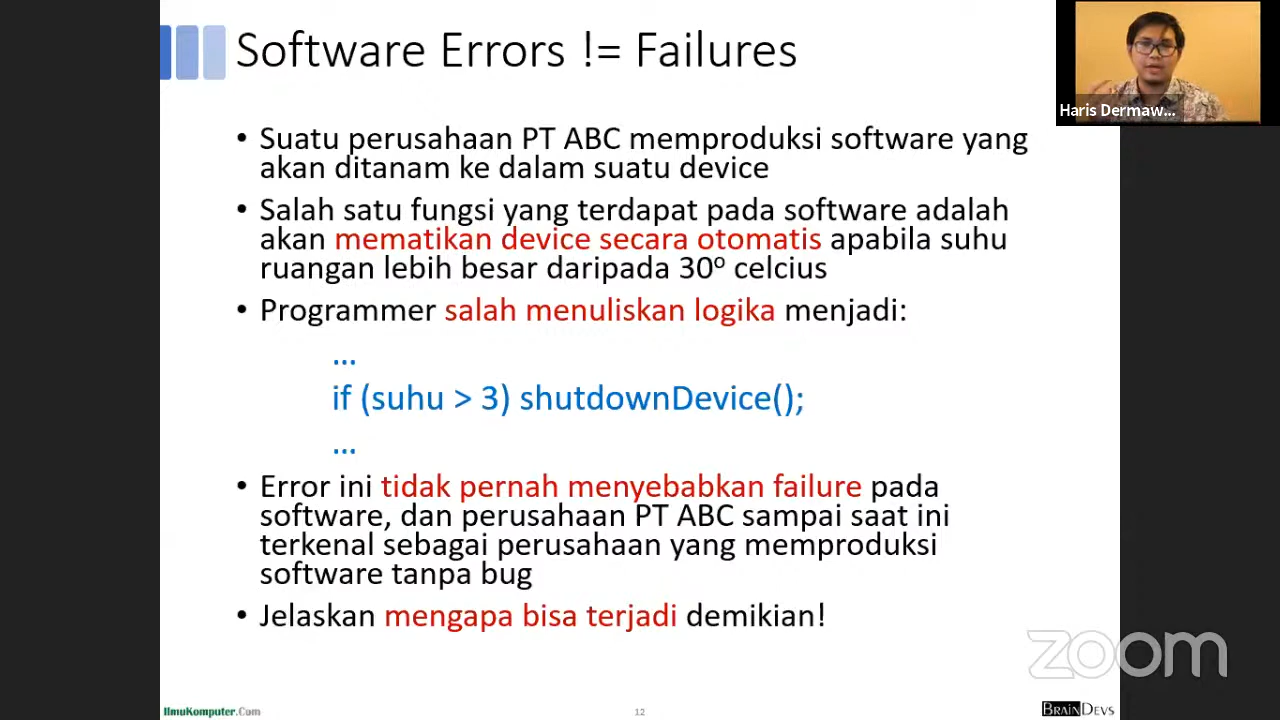 Software Errors != Failures
Haris Dermaw...
• Suatu perusahaan PT ABC memproduksi software yang
akan ditanam ke dalam suatu device
• Salah satu fungsi yang terdapat pada software adalah
akan mematikan device secara otomatis apabila suhu
ruangan lebih besar daripada 30º celcius
• Programmer salah menuliskan logika menjadi:
...
if (suhu > 3) shutdownDevice();
...
• Error ini tidak pernah menyebabkan failure pada
software, dan perusahaan PT ABC sampai saat ini
terkenal sebagai perusahaan yang memproduksi
software tanpa bug
• Jelaskan mengapa bisa terjadi demikian!
zoom
IlmuKomputer.Com
12
BRAINDEVS